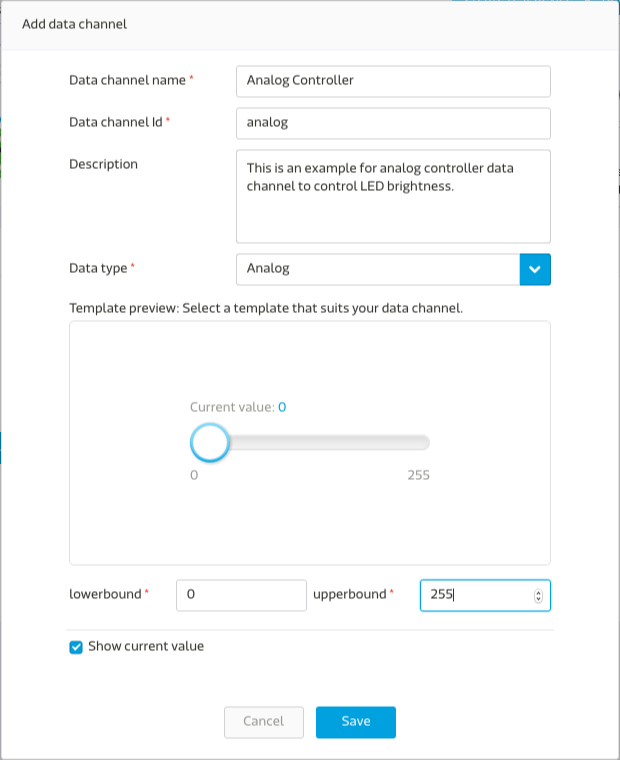 Add data channel
Data channel name * Analog Controller
Data channel Id * analog
Description This is an example for analog controller data
channel to control LED brightness.
Data type * Analog
Template preview: Select a template that suits your data channel.
Current value: 0
0 255
lowerbound * 0 upperbound * 255
Show current value
Cancel Save